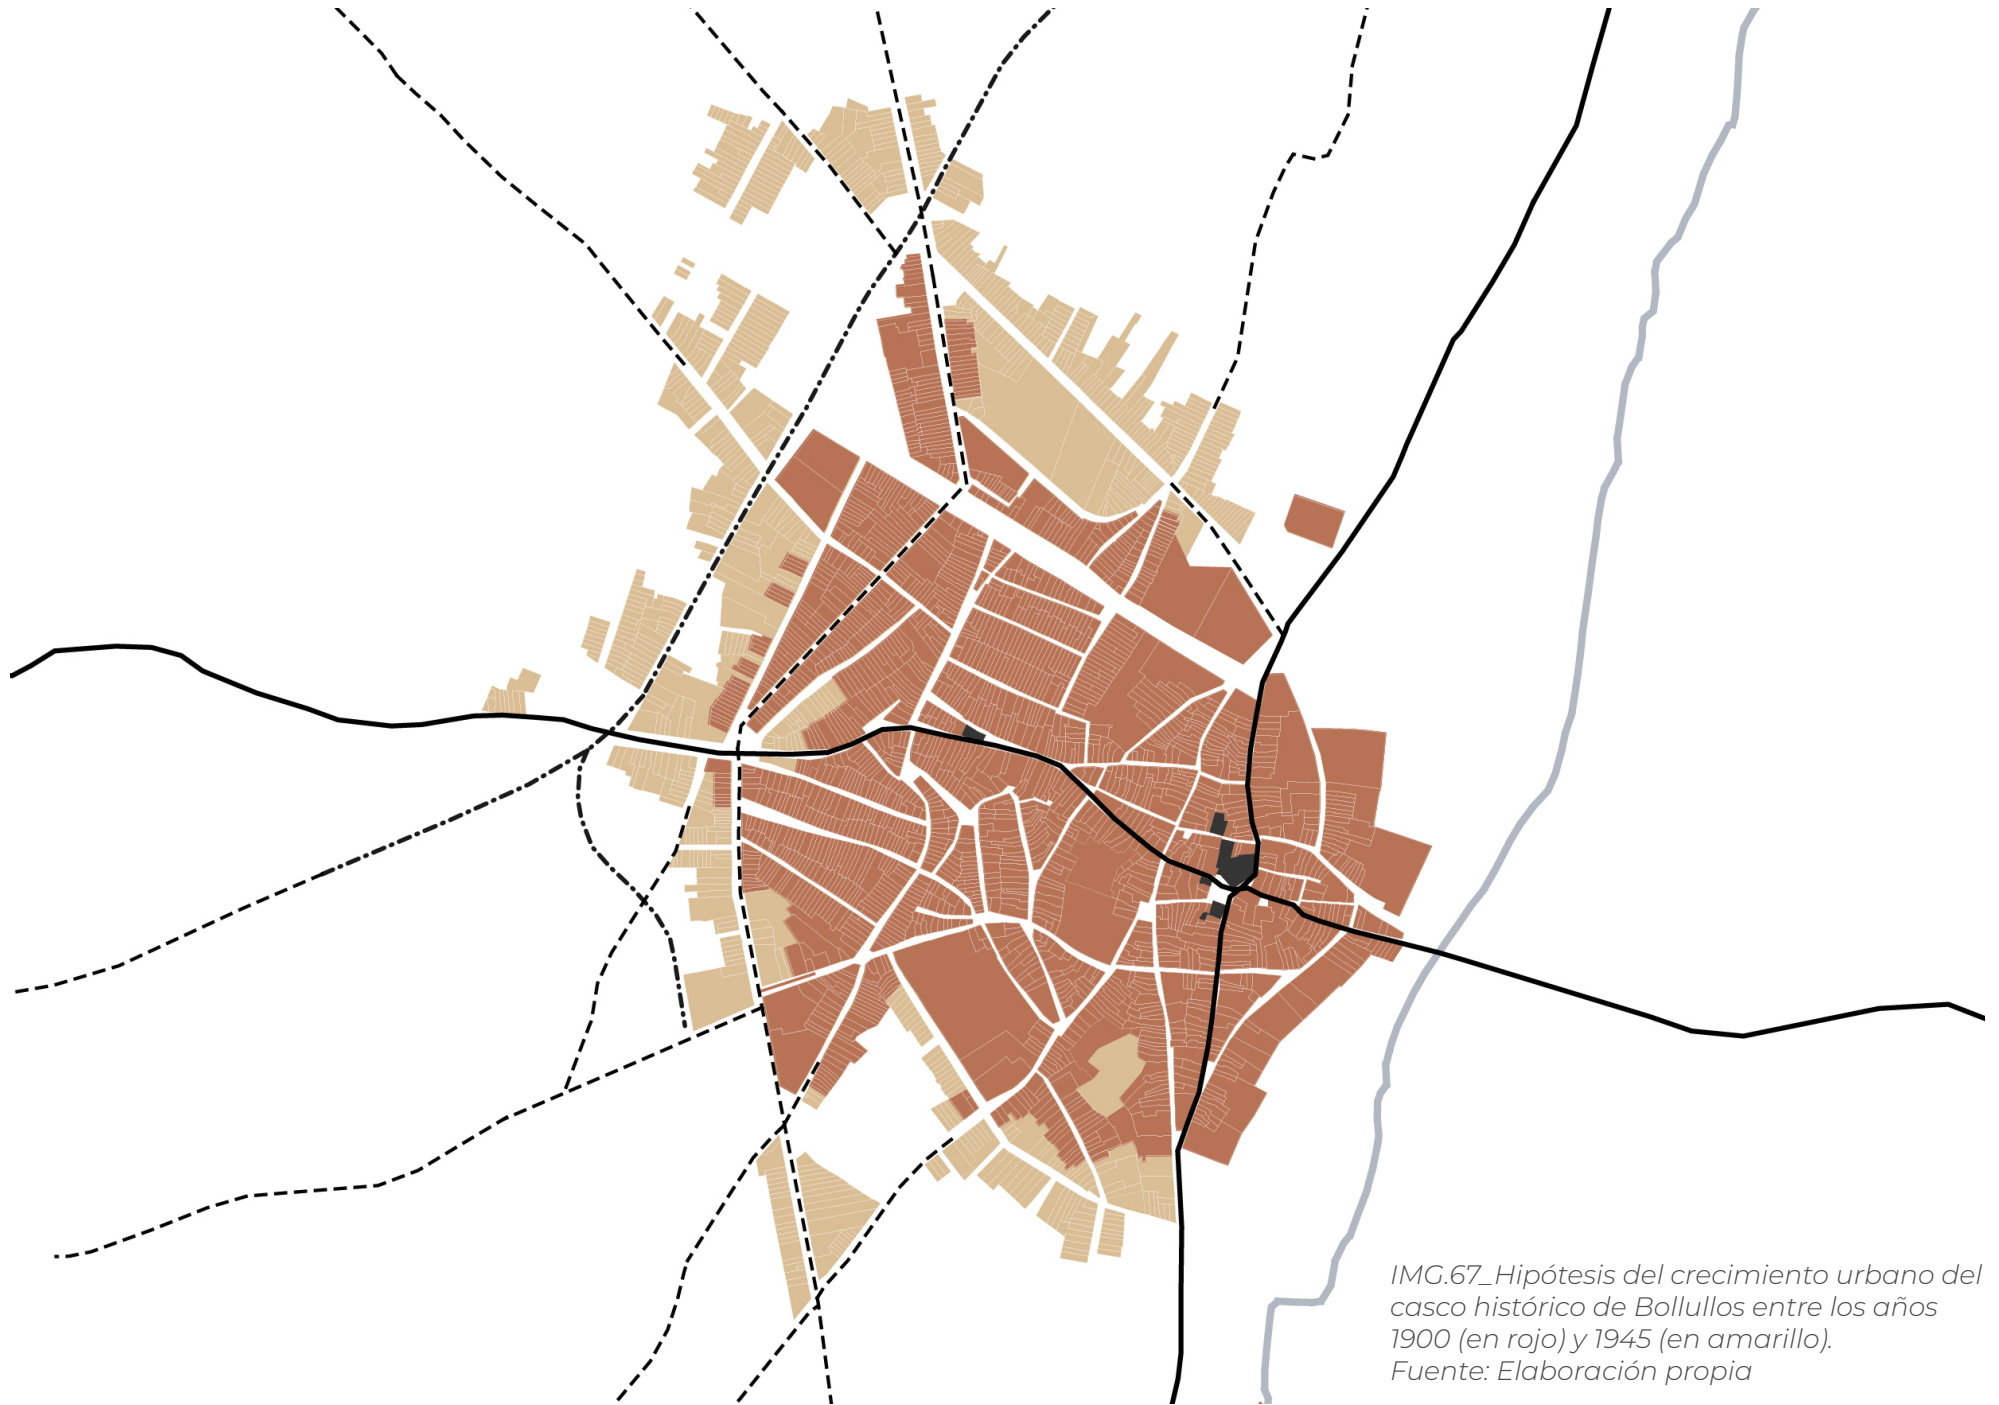 IMG.67_Hipótesis del crecimiento urbano del
casco histórico de Bollullos entre los años
1900 (en rojo) y 1945 (en amarillo).
Fuente: Elaboración propia